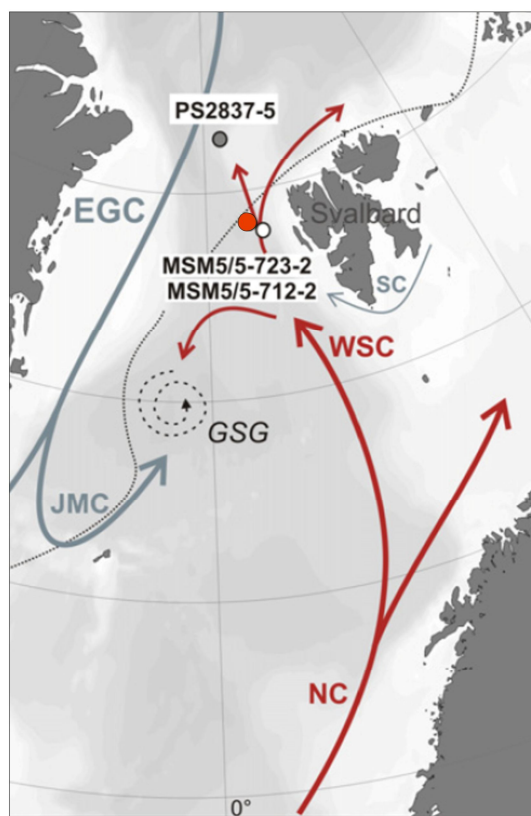 PS2837-5
EGC
Svalbard
MSM5/5-723-2
MSM5/5-712-2
SC
WSC
GSG
JMC
NC
0°